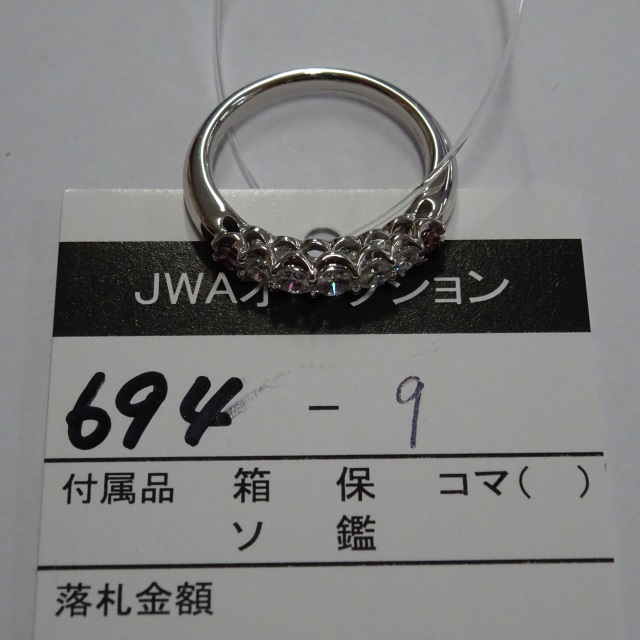 JWAオ クション
694 - 9
付属品 箱 保 コマ( )
ソ 鑑
落札金額